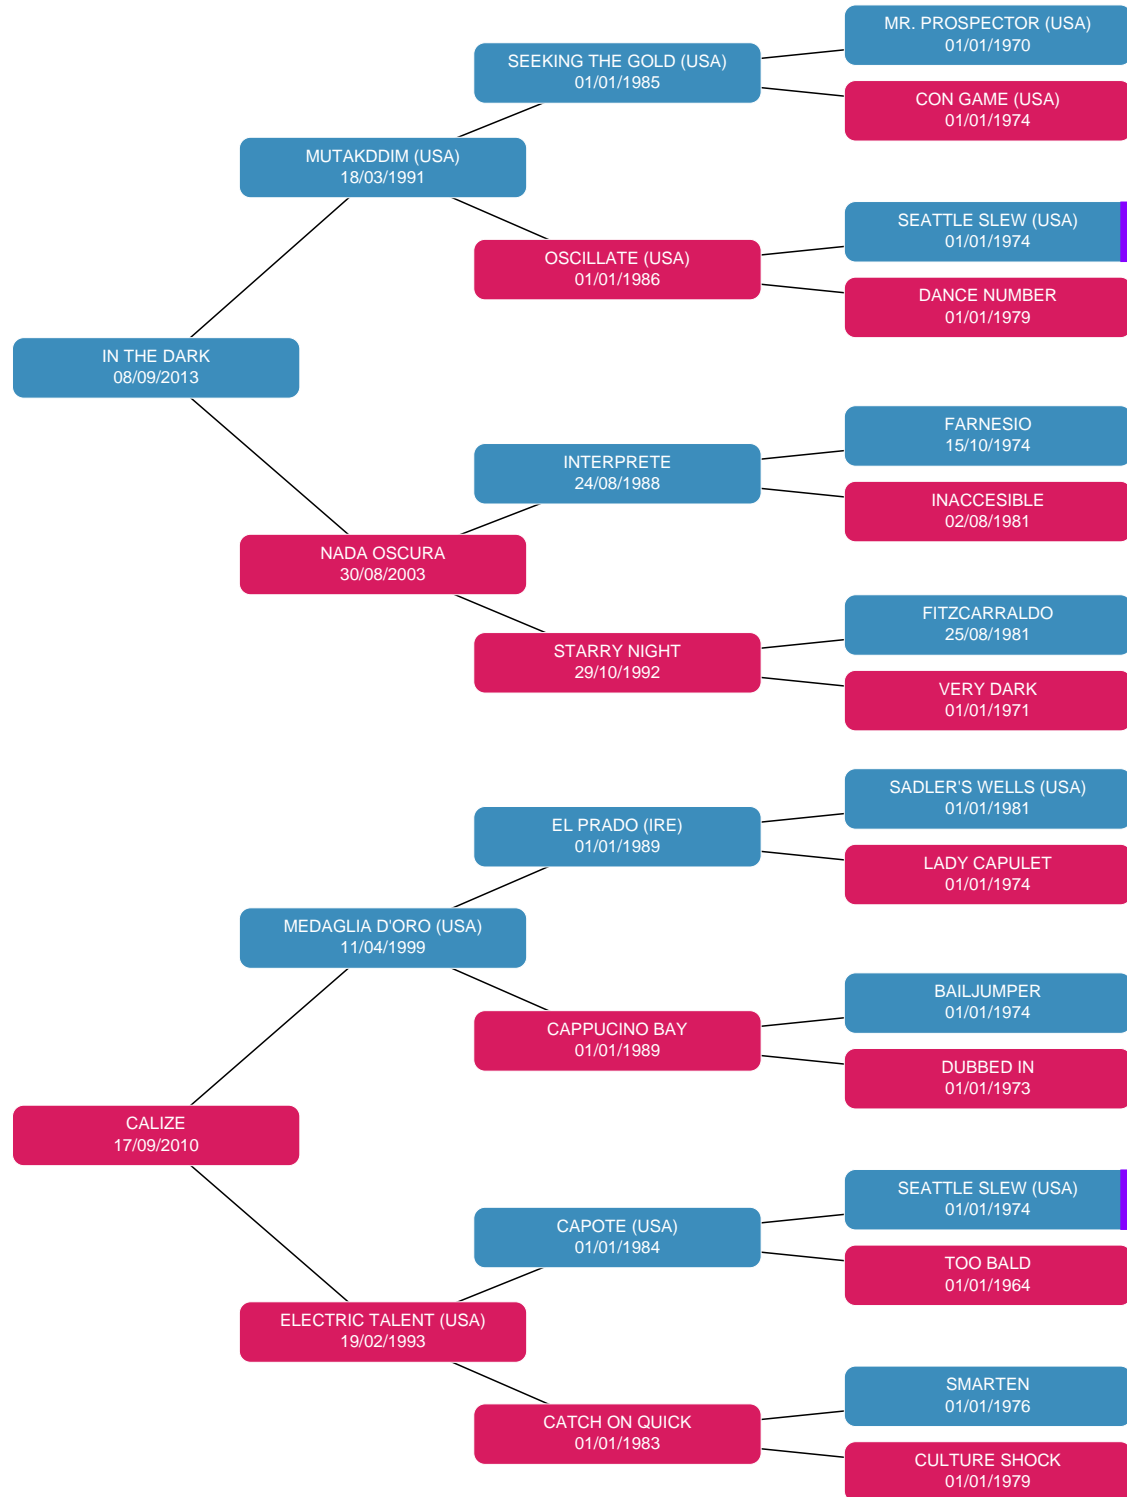 MR. PROSPECTOR (USA)
01/01/1970
SEEKING THE GOLD (USA)
01/01/1985
CON GAME (USA)
01/01/1974
MUTAKDDIM (USA)
18/03/1991
SEATTLE SLEW (USA)
01/01/1974
OSCILLATE (USA)
01/01/1986
DANCE NUMBER
01/01/1979
IN THE DARK
08/09/2013
FARNESIO
15/10/1974
INTERPRETE
24/08/1988
INACCESIBLE
02/08/1981
NADA OSCURA
30/08/2003
FITZCARRALDO
25/08/1981
STARRY NIGHT
29/10/1992
VERY DARK
01/01/1971
SADLER'S WELLS (USA)
01/01/1981
EL PRADO (IRE)
01/01/1989
LADY CAPULET
01/01/1974
MEDAGLIA D'ORO (USA)
11/04/1999
BAILJUMPER
01/01/1974
CAPPUCINO BAY
01/01/1989
DUBBED IN
01/01/1973
CALIZE
17/09/2010
SEATTLE SLEW (USA)
01/01/1974
CAPOTE (USA)
01/01/1984
TOO BALD
01/01/1964
ELECTRIC TALENT (USA)
19/02/1993
SMARTEN
01/01/1976
CATCH ON QUICK
01/01/1983
CULTURE SHOCK
01/01/1979